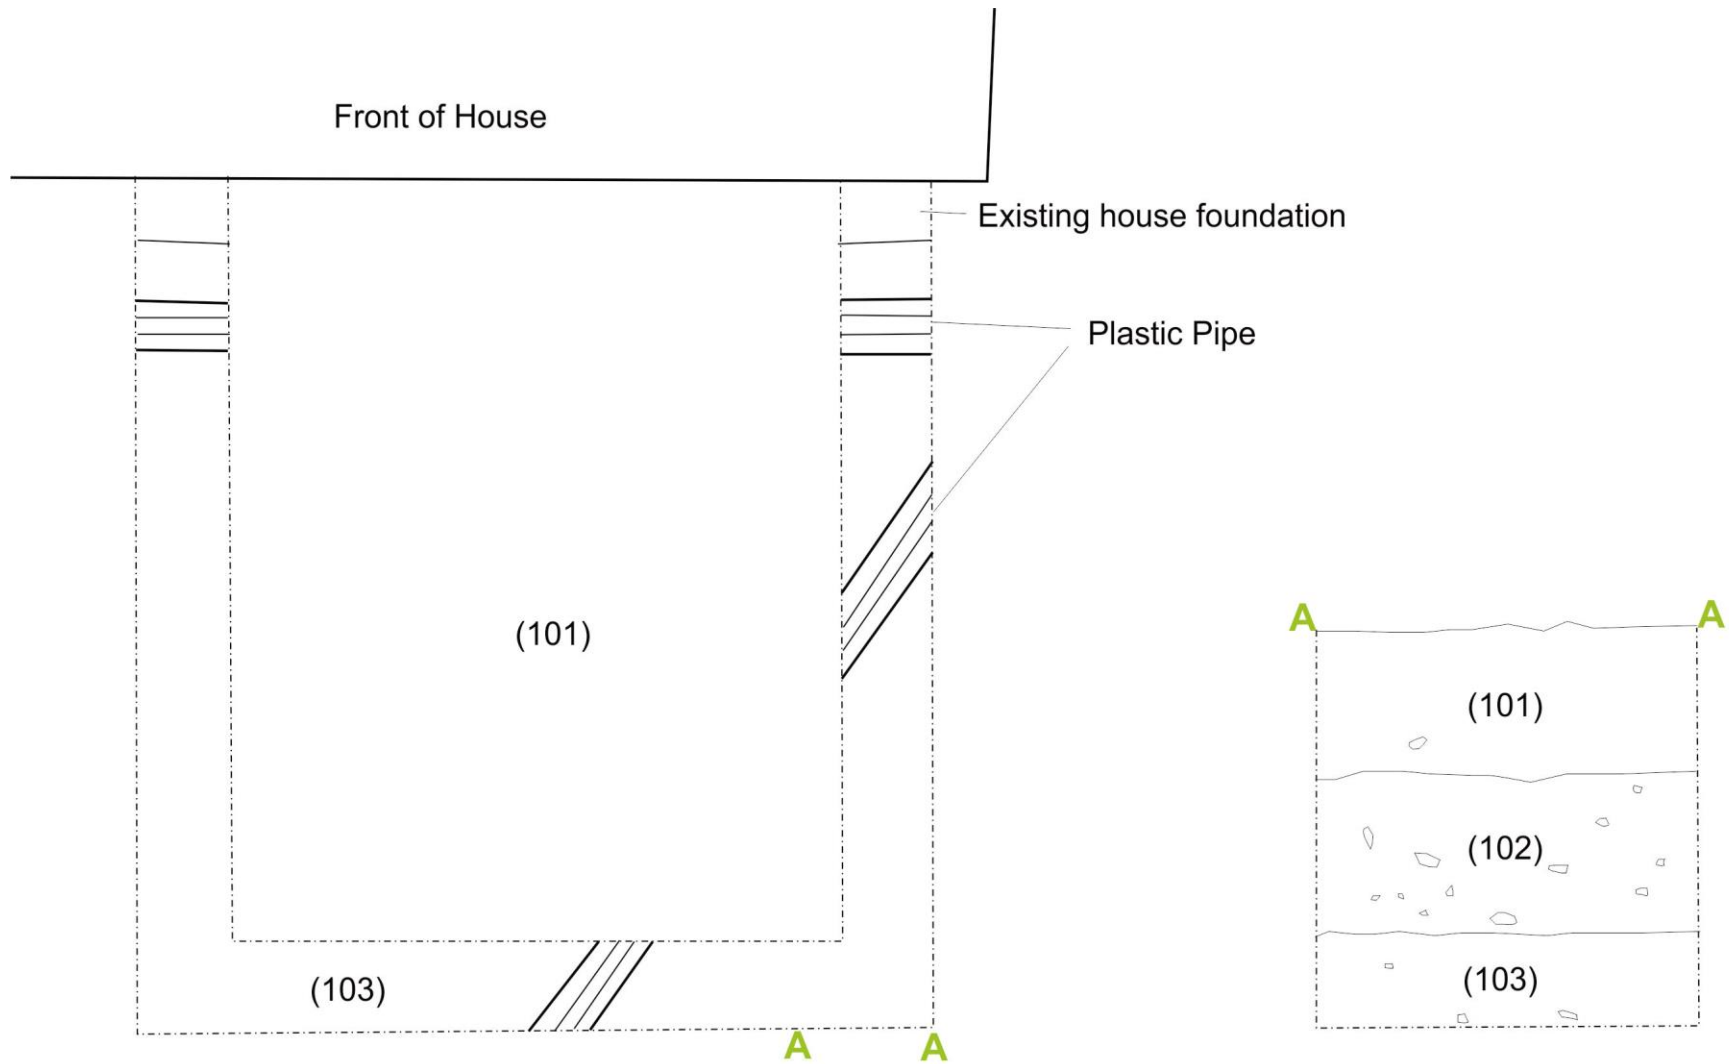 Front of House
Existing house foundation
Plastic Pipe
(101)
(103)
A
A
A
A
(101)
(102)
(103)